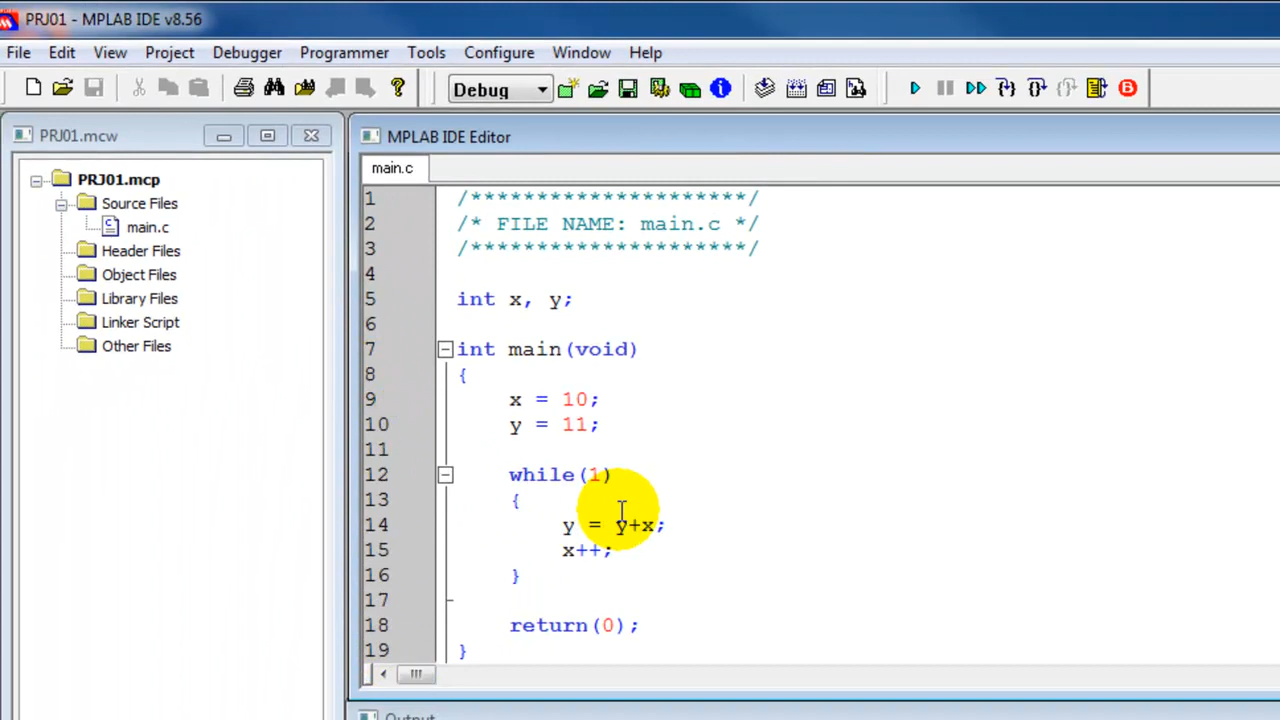 PRJ01 - MPLAB IDE v8.56
File Edit View Project Debugger Programmer Tools Configure Window Help
Debug
PRJ01.mcw
MPLAB IDE Editor
main.c
PRJ01.mcp
Source Files
main.c
Header Files
Object Files
Library Files
Linker Script
Other Files
1 /*********************/
2 /* FILE NAME: main.c */
3 /*********************/
4
5 int x, y;
6
7 int main(void)
8 {
9 x = 10;
10 y = 11;
11
12 while(1)
13 {
14 y = y+x;
15 x++;
16 }
17
18 return(0);
19 }
Output